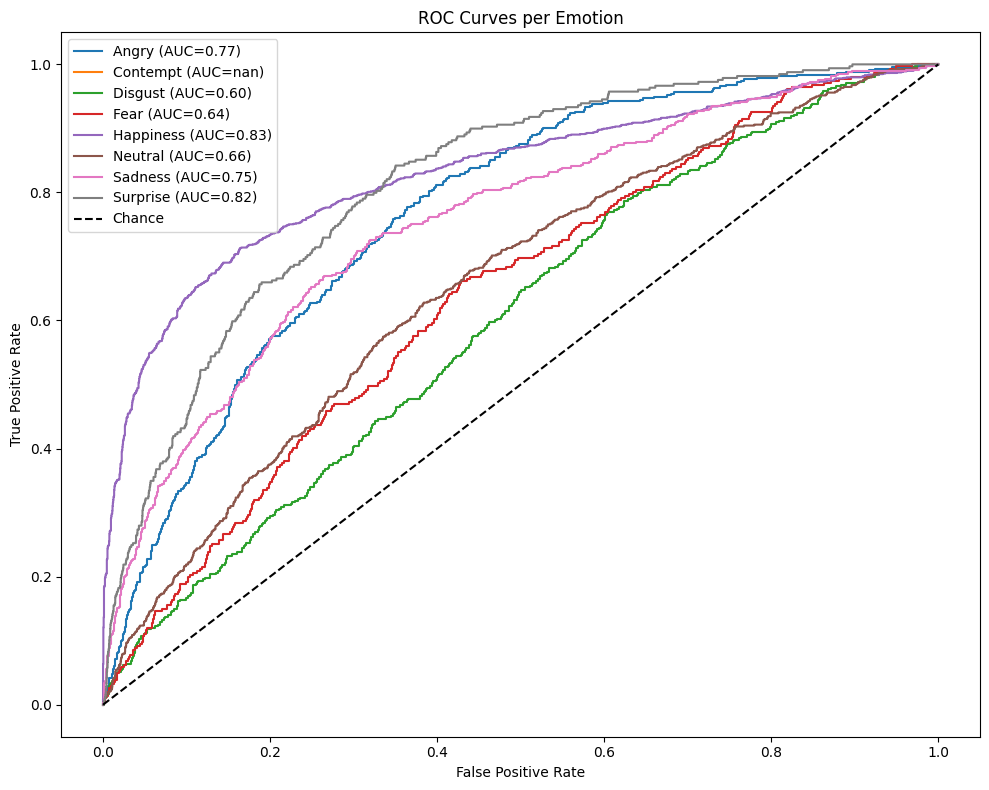 ROC Curves per Emotion
Angry (AUC=0.77)
Contempt (AUC=nan)
Disgust (AUC=0.60)
Fear (AUC=0.64)
Happiness (AUC=0.83)
Neutral (AUC=0.66)
Sadness (AUC=0.75)
Surprise (AUC=0.82)
Chance
1.0
0.8
0.6
0.4
0.2
0.0
True Positive Rate
0.0 0.2 0.4 0.6 0.8 1.0
False Positive Rate